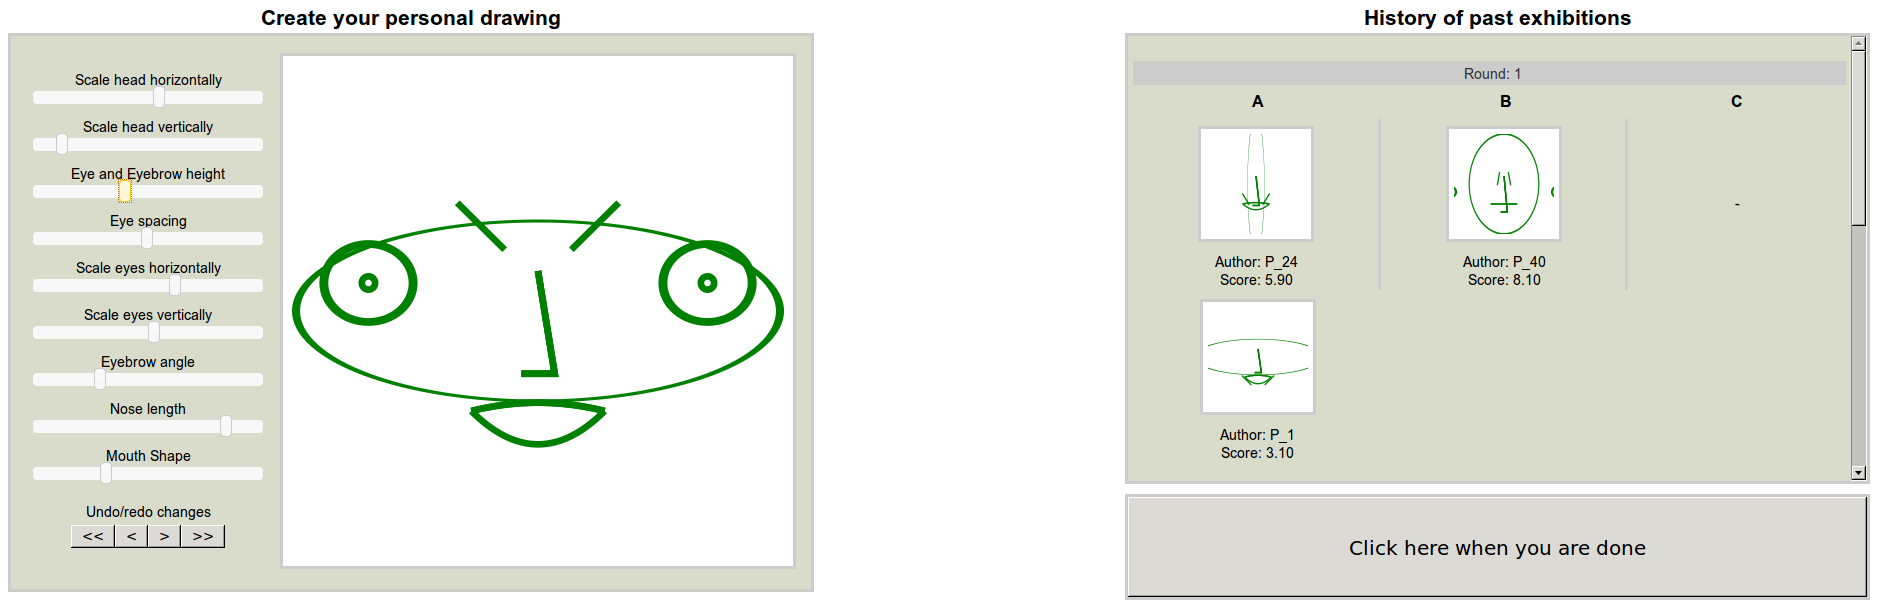 Create your personal drawing
Scale head horizontally
Scale head vertically
Eye and Eyebrow height
Eye spacing
Scale eyes horizontally
Scale eyes vertically
Eyebrow angle
Nose length
Mouth Shape
Undo/redo changes
<< < > >>
History of past exhibitions
Round: 1
A B C
-
Author: P_24
Score: 5.90
Author: P_40
Score: 8.10
Author: P_1
Score: 3.10
Click here when you are done